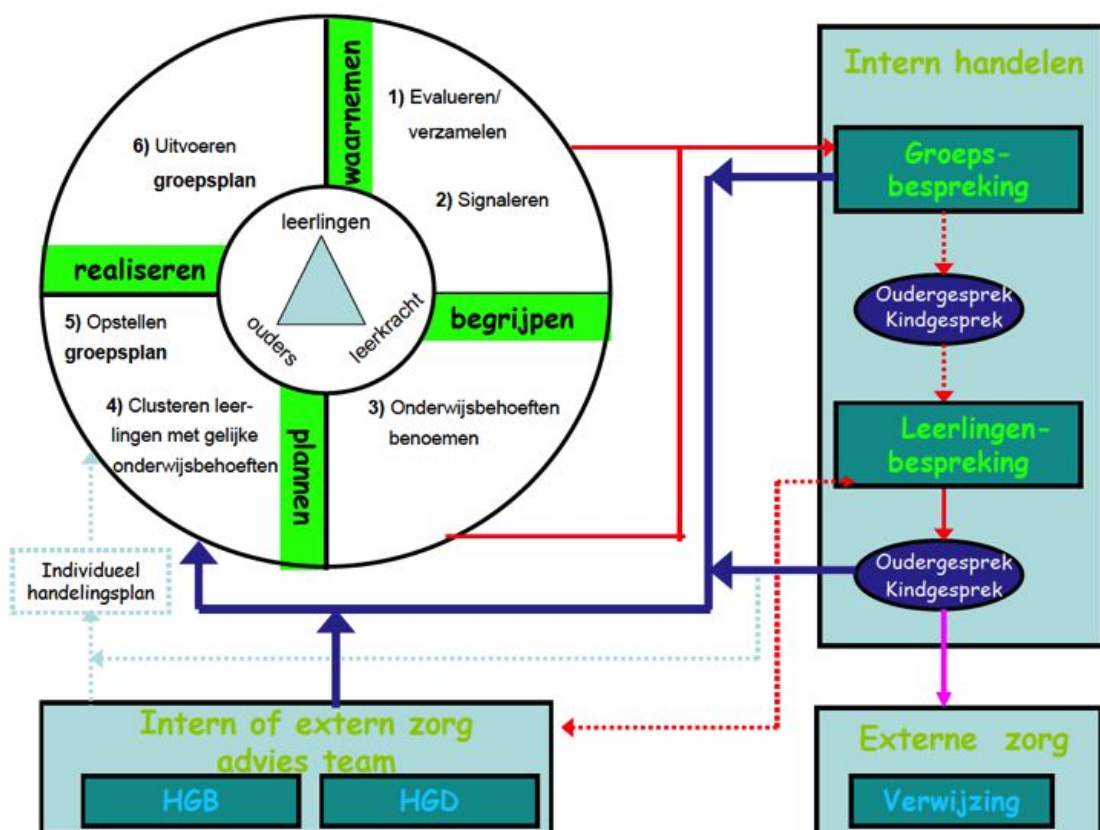 waarnemen
1) Evalueren/
verzamelen
2) Signaleren
begrijpen
3) Onderwijsbehoeften
benoemen
plannen
4) Clusteren leer-
lingen met gelijke
onderwijsbehoeften
5) Opstellen
groepsplan
realiseren
6) Uitvoeren
groepsplan
leerlingen
ouders
leerkracht
Intern handelen
Groeps-
bespreking
Oudergesprek
Kindgesprek
Leerlingen-
bespreking
Oudergesprek
Kindgesprek
Individueel
handelingsplan
Intern of extern zorg
advies team
HGB
HGD
Externe zorg
Verwijzing